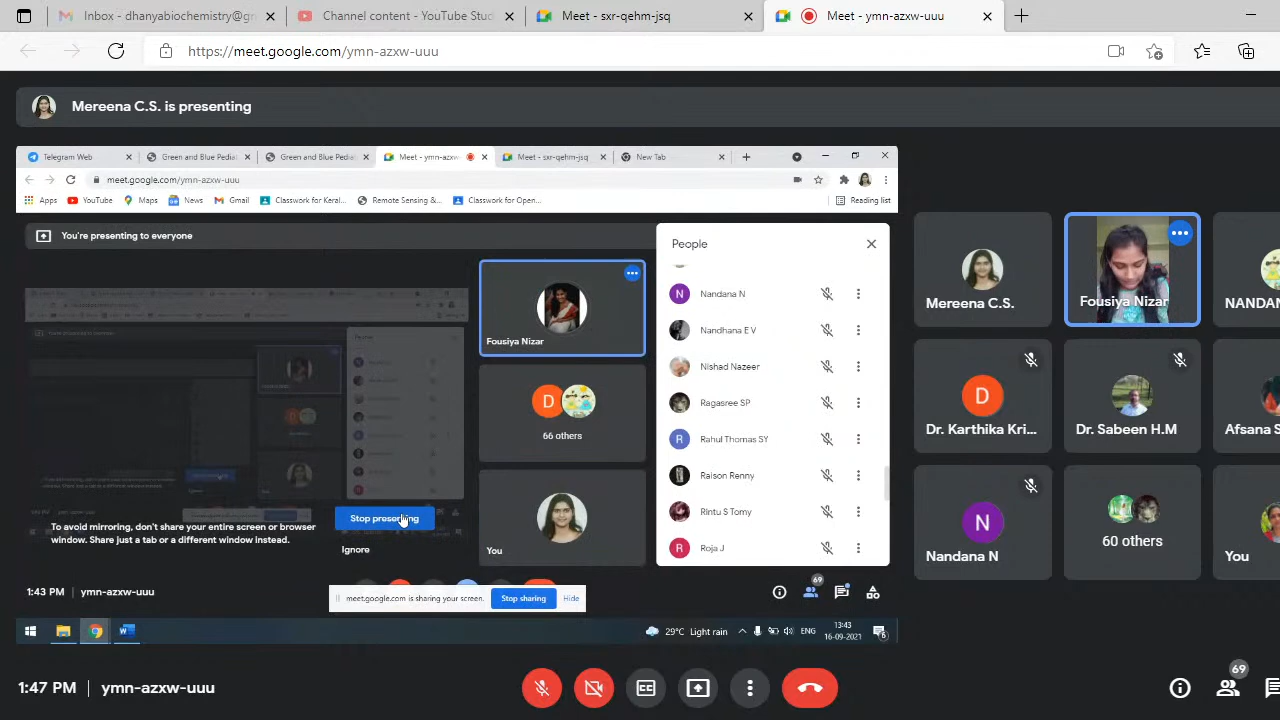 Inbox - dhanyabiochemistry@gm
Channel content - YouTube Stud
Meet - sxr-qehm-jsq
Meet - ymn-azxw-uuu
https://meet.google.com/ymn-azxw-uuu
Mereena C.S. is presenting
Telegram Web
Green and Blue Pedia
Green and Blue Pedia
Meet - ymn-azxw
Meet - sxr-qehm-jsq
New Tab
meet.google.com/ymn-azxw-uuu
Apps
YouTube
Maps
News
Gmail
Classwork for Keral...
Remote Sensing &...
Classwork for Open...
Reading list
You're presenting to everyone
People
Nandana N
Nandhana E V
Nishad Nazeer
Ragasree SP
Rahul Thomas SY
Raison Renny
Rintu S Tomy
Roja J
Fousiya Nizar
D
66 others
You
To avoid mirroring, don't share your entire screen or browser
window. Share just a tab or a different window instead.
Stop presenting
Ignore
1:43 PM | ymn-azxw-uuu
meet.google.com is sharing your screen.
Stop sharing
Hide
69
29°C Light rain
ENG
13:43
16-09-2021
Mereena C.S.
Fousiya Nizar
NANDAN
D
Dr. Karthika Kri...
Dr. Sabeen H.M
Afsana S
N
Nandana N
60 others
You
1:47 PM | ymn-azxw-uuu
69